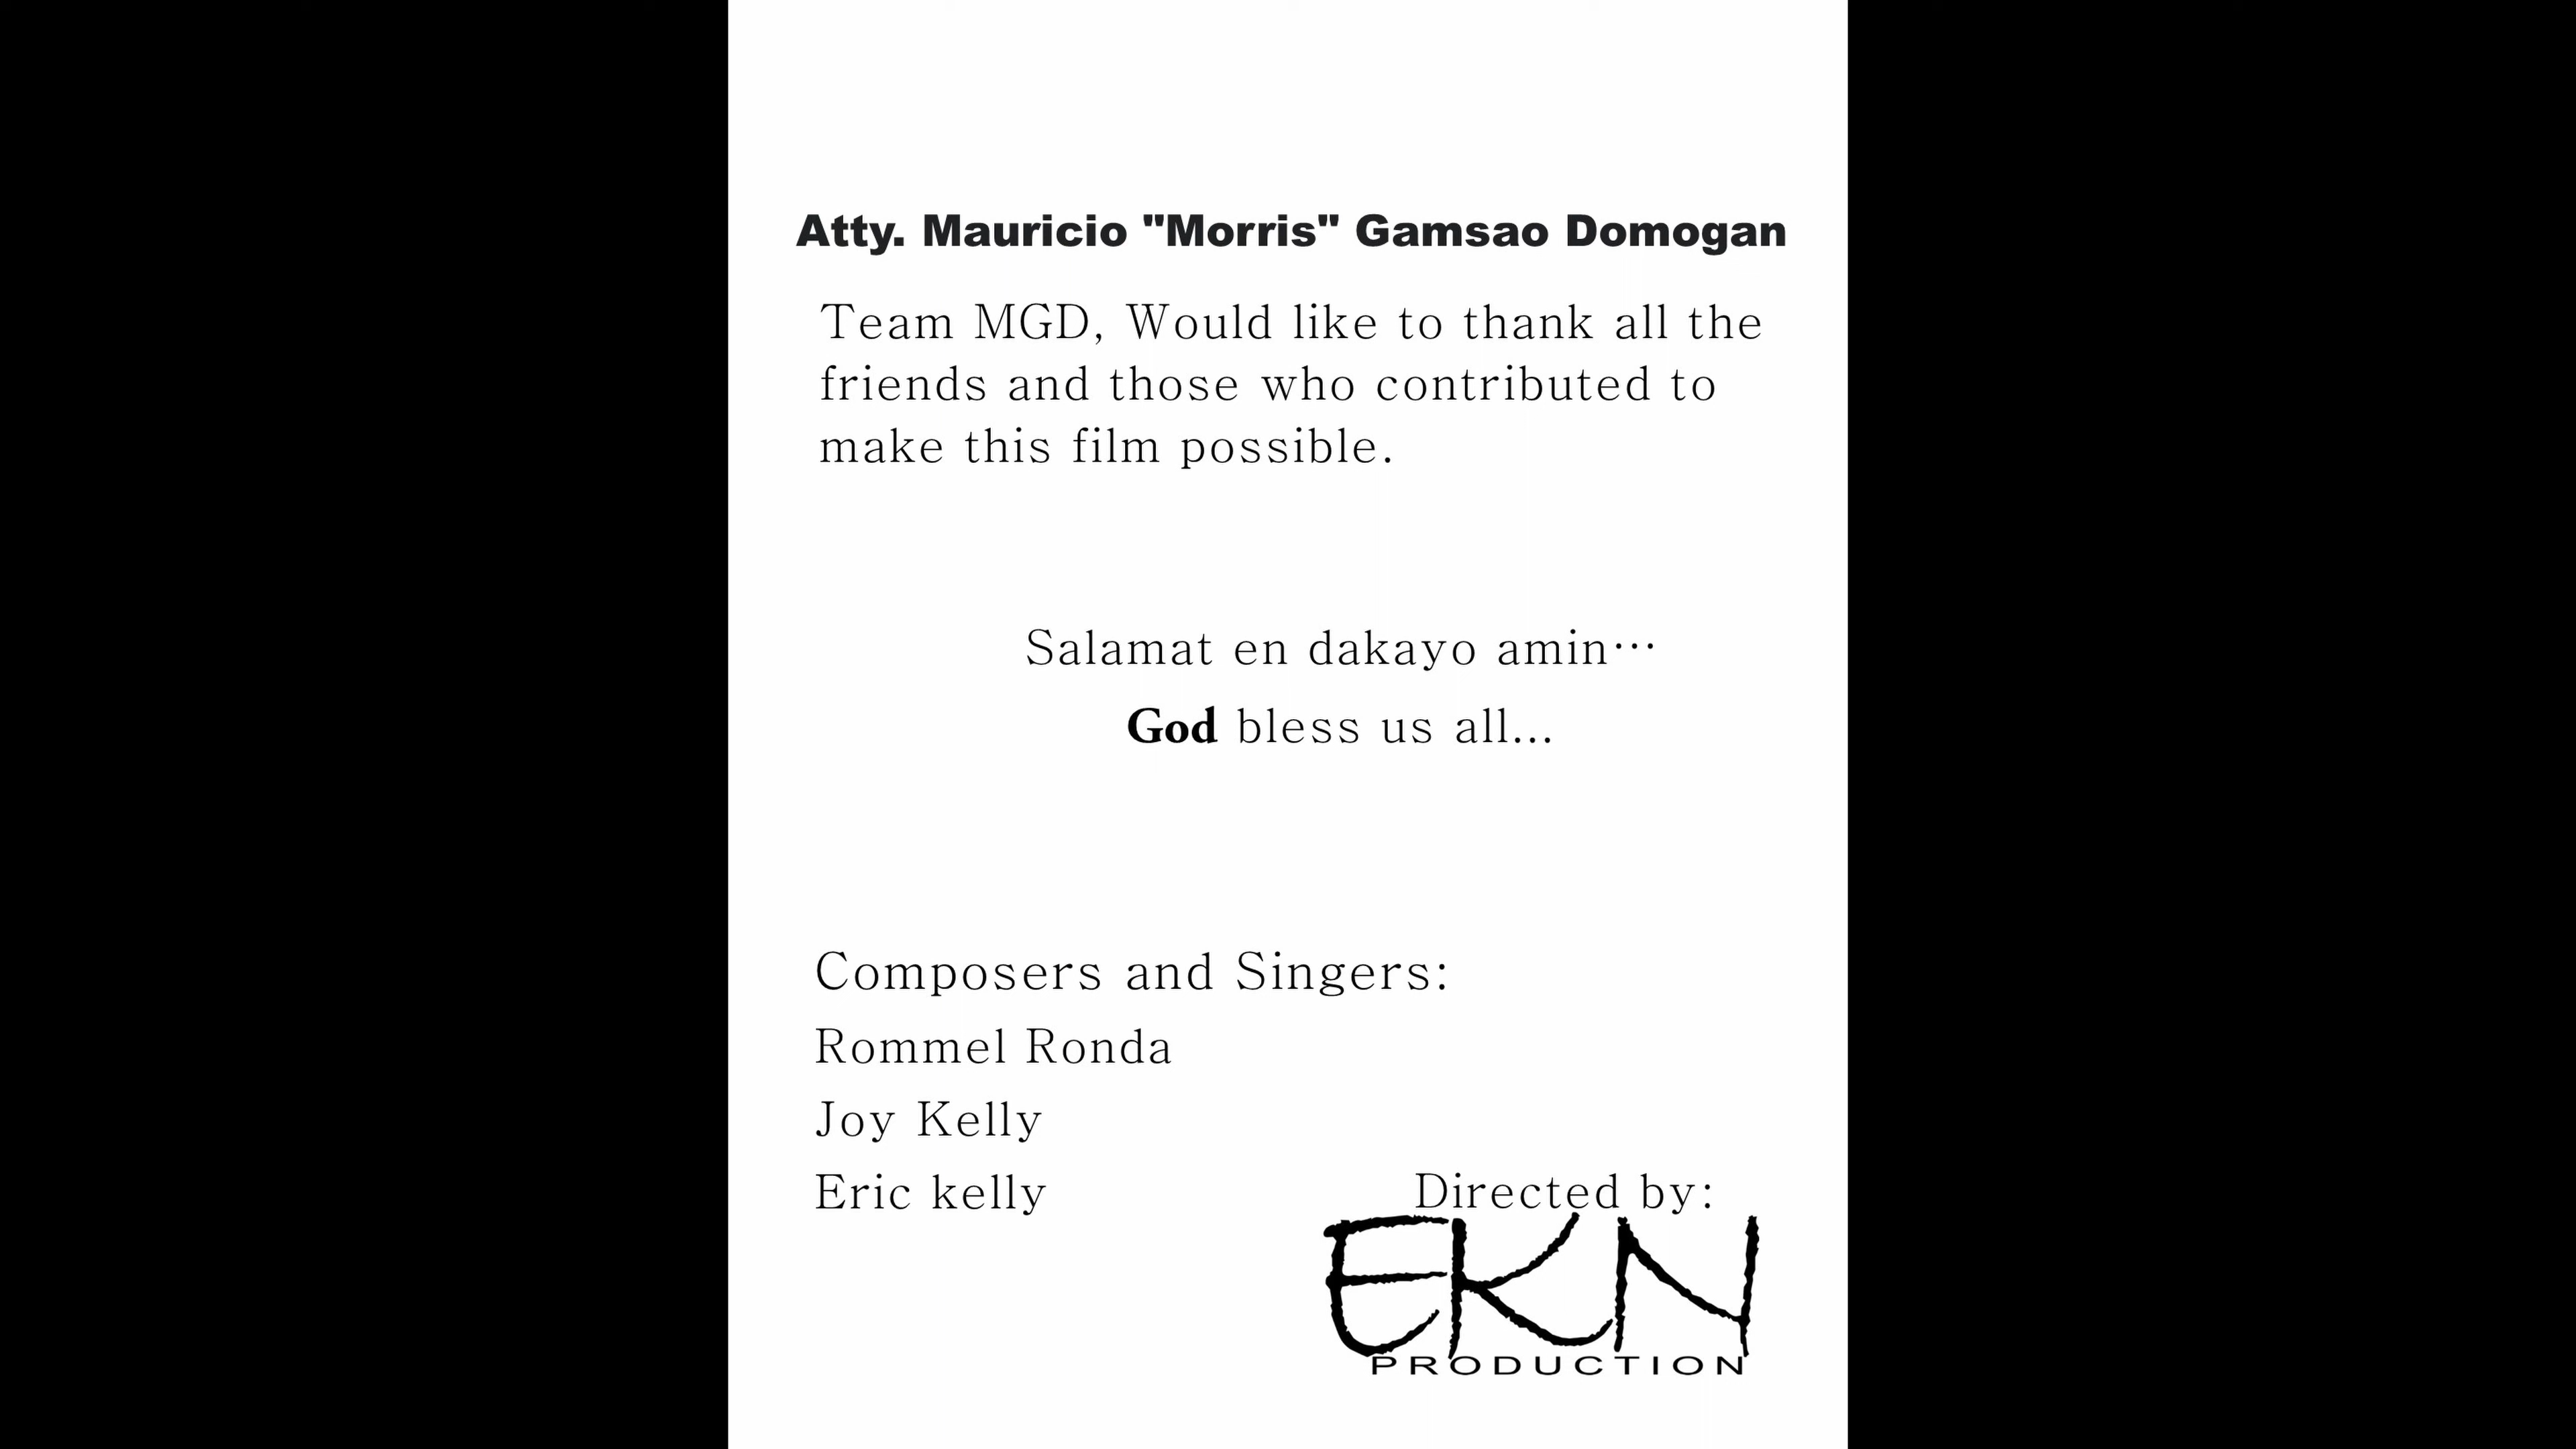 Atty. Mauricio "Morris" Gamsao Domogan
Team MGD, Would like to thank all the
friends and those who contributed to
make this film possible.
Salamat en dakayo amin…
God bless us all...
Composers and Singers:
Rommel Ronda
Joy Kelly
Eric kelly
Directed by:
EKN
PRODUCTION